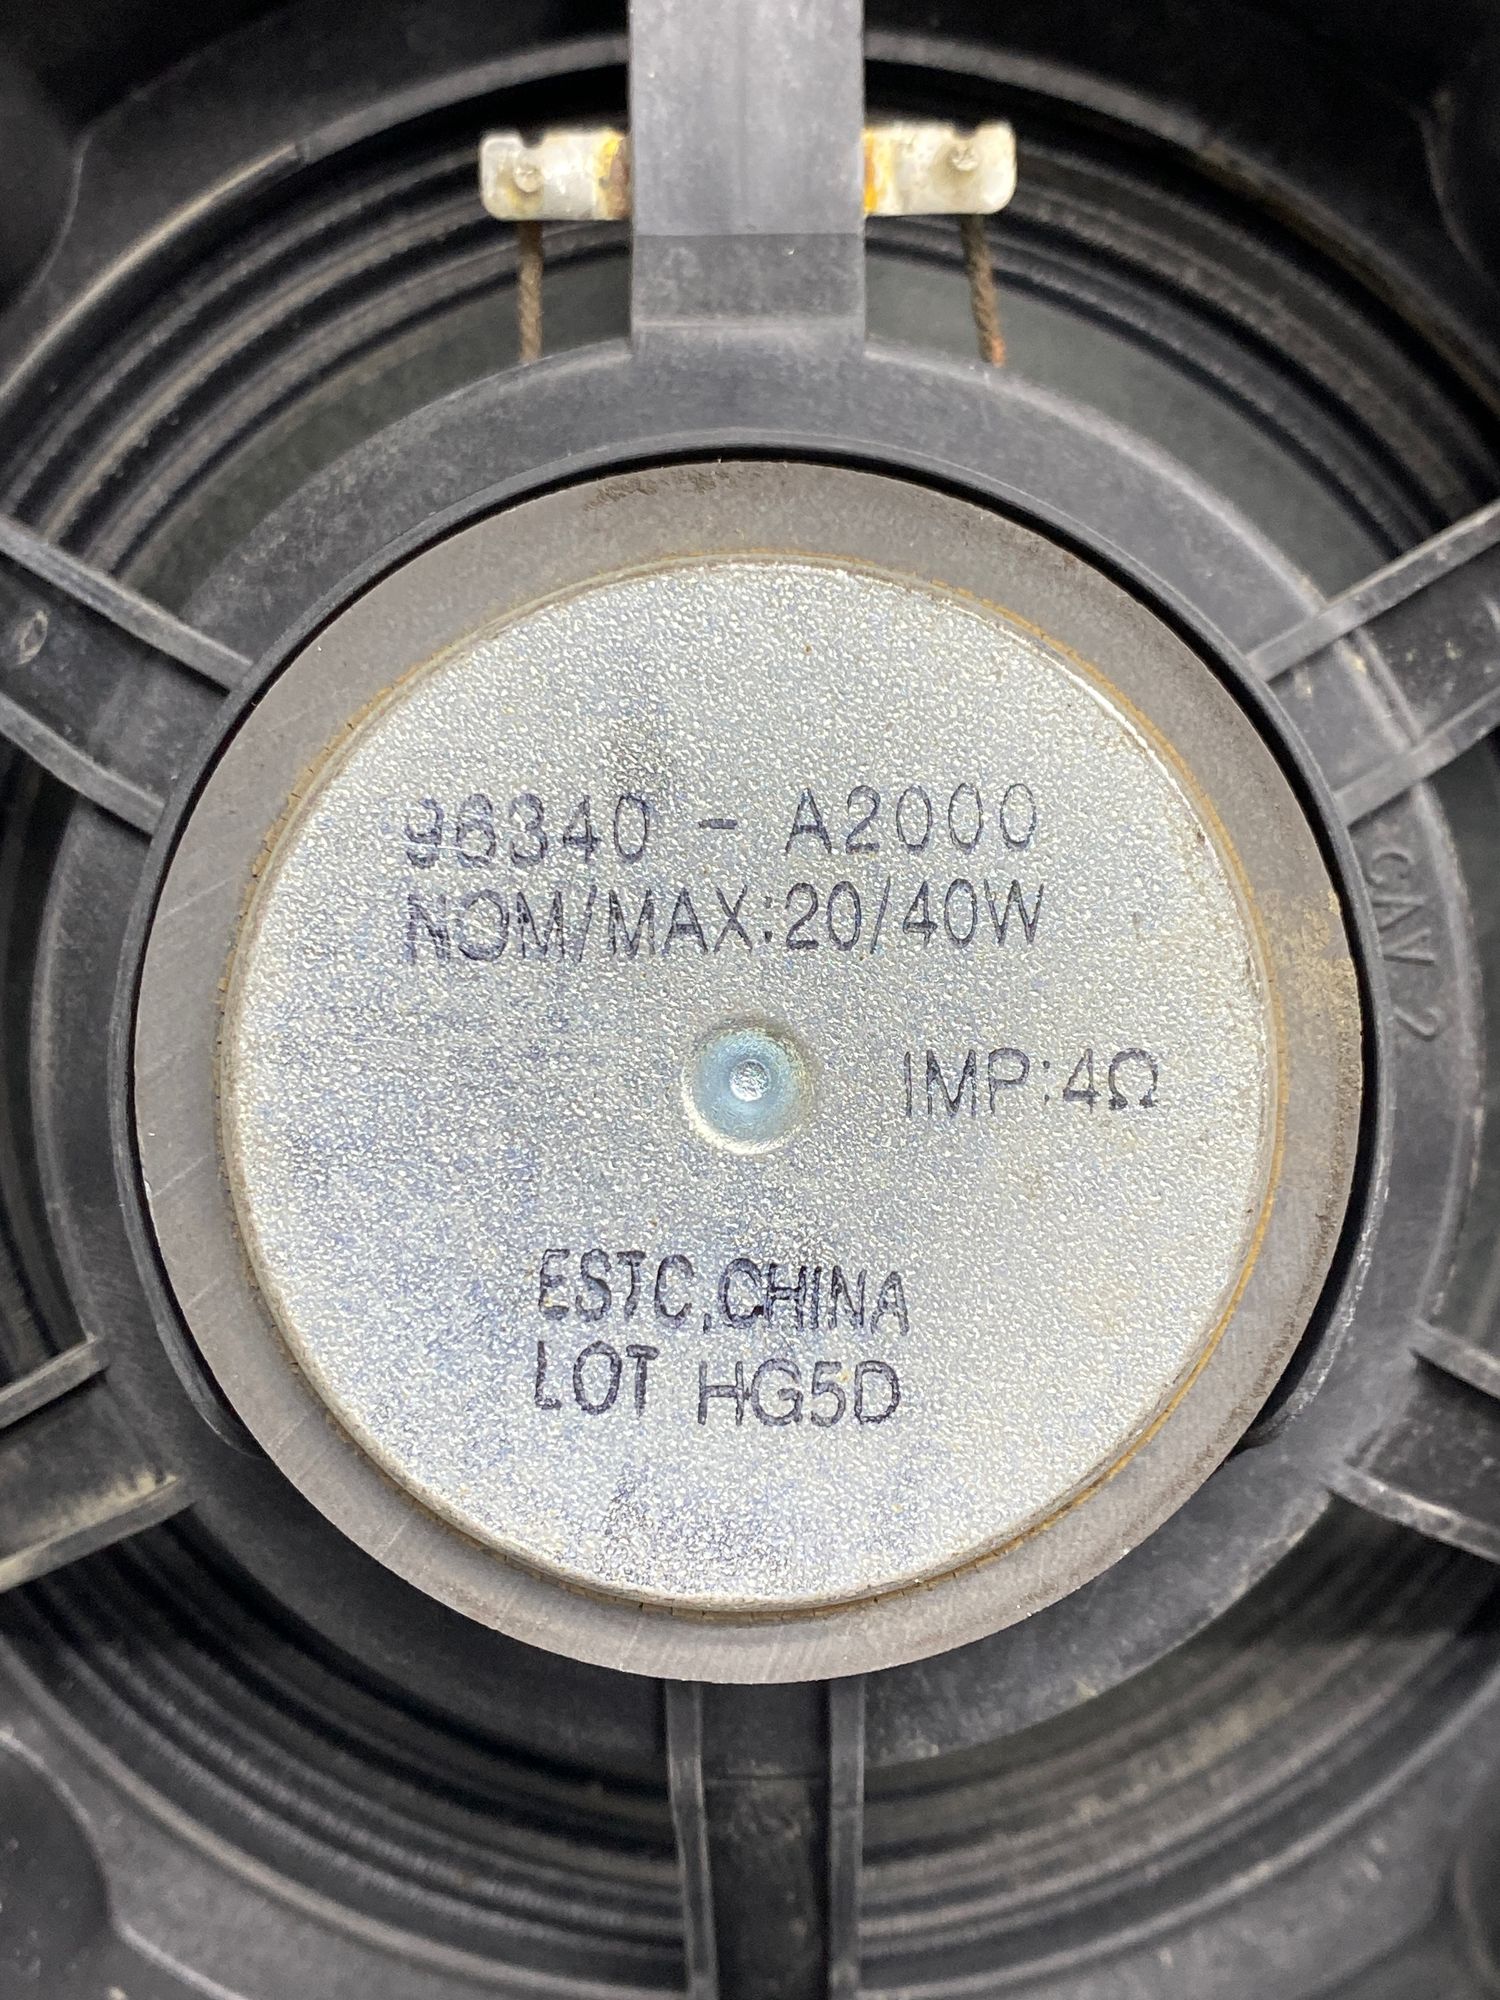 96340 - A2000
NOM/MAX:20/40W
IMP:4Ω
ESTC,CHINA
LOT HG5D
CAV 2